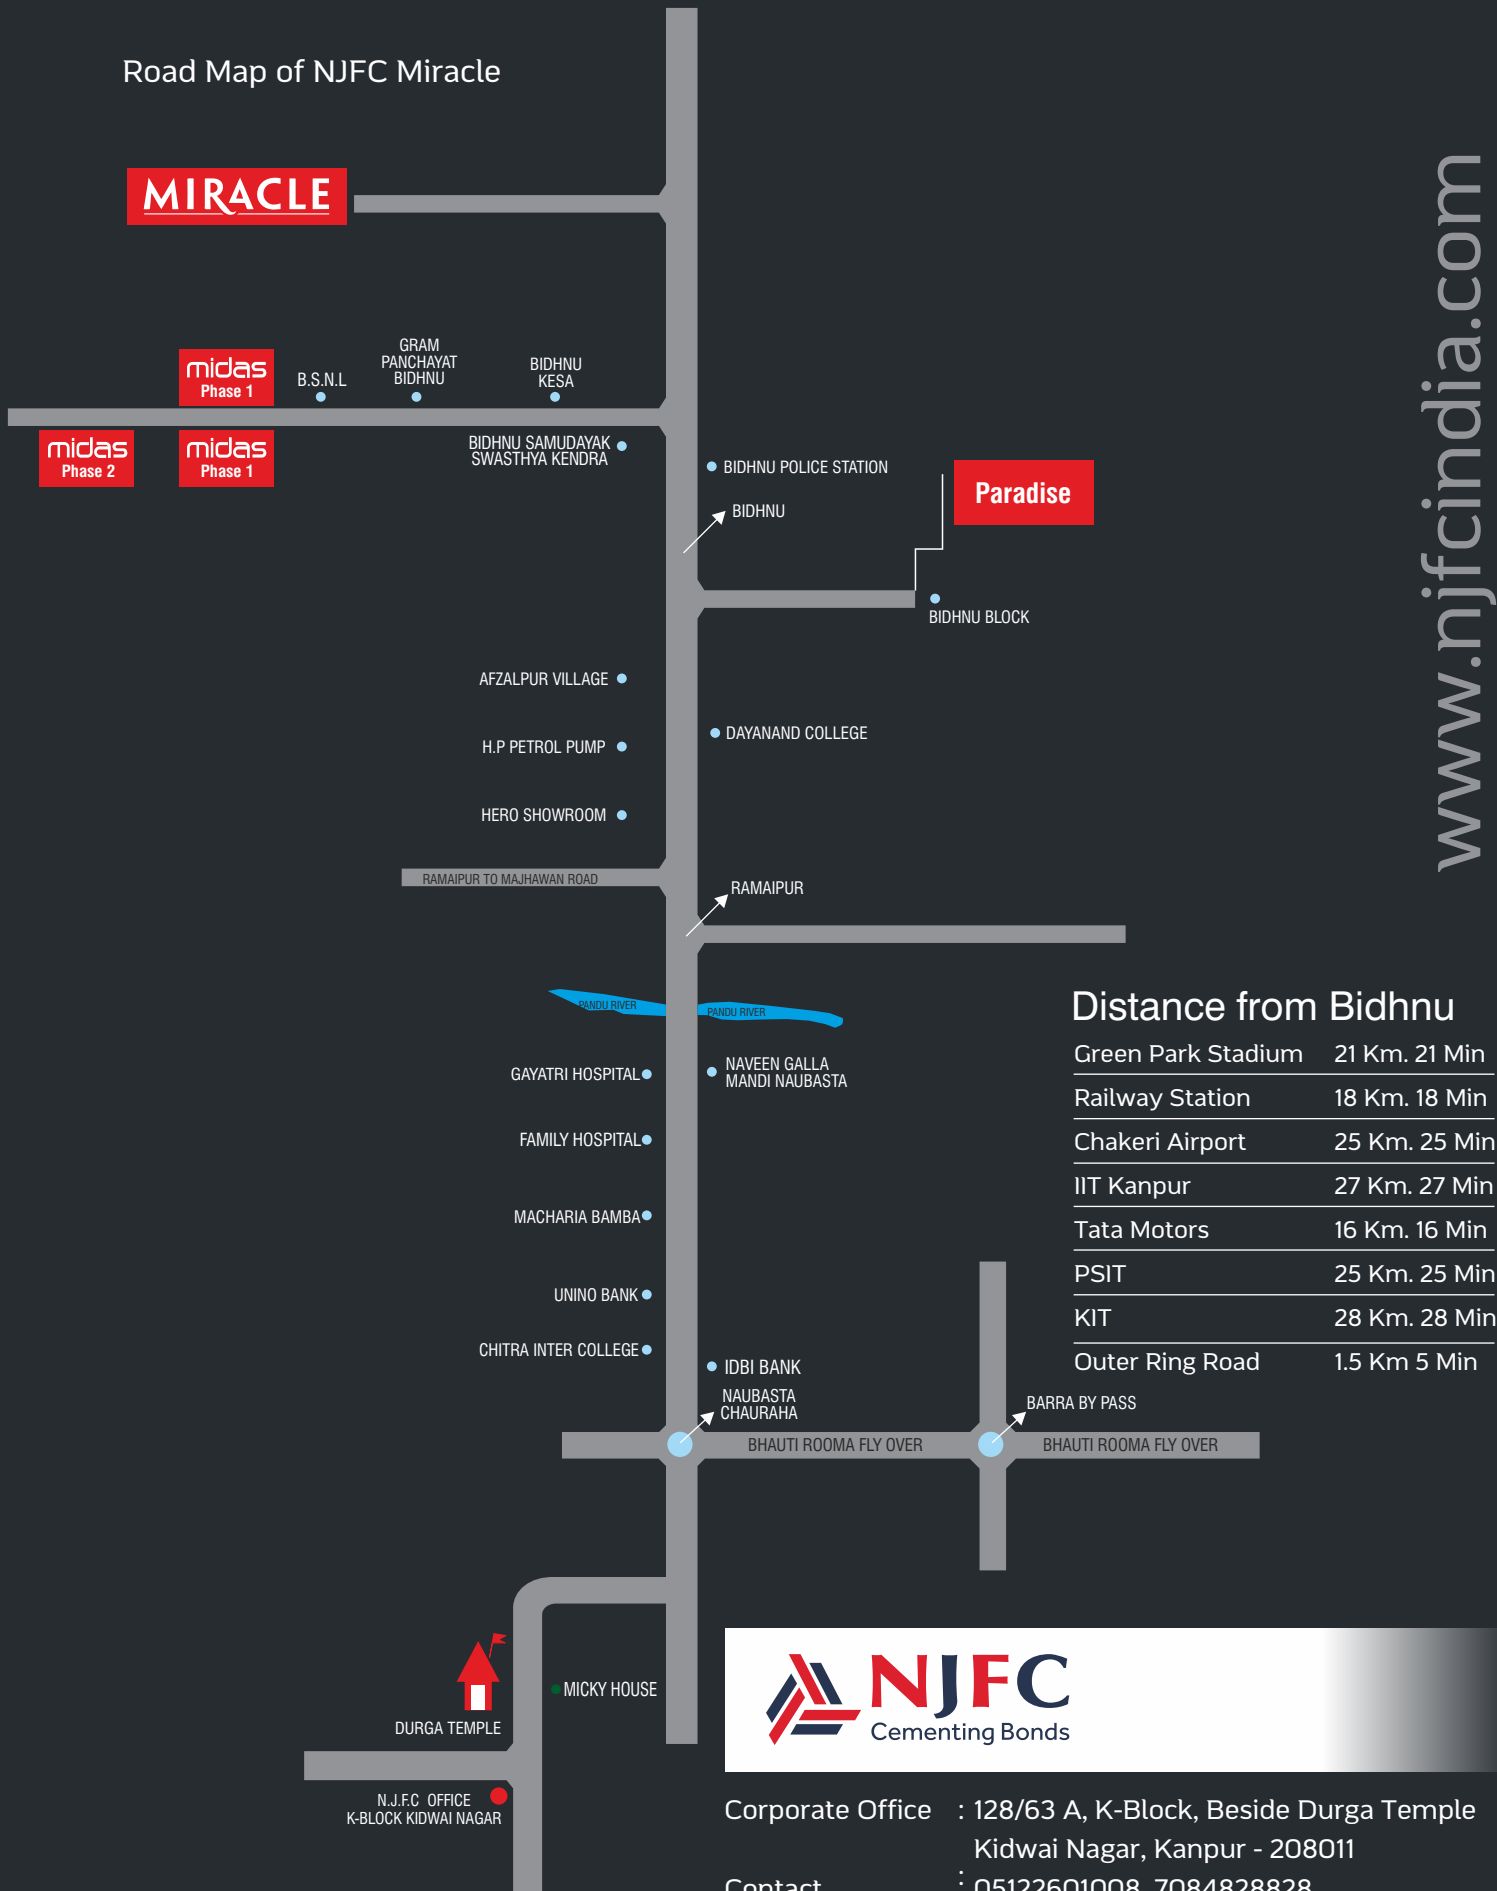 Road Map of NJFC Miracle
MIRACLE
www.njfcindia.com
midas
Phase 1
B.S.N.L
GRAM
PANCHAYAT
BIDHNU
BIDHNU
KESA
midas
Phase 2
midas
Phase 1
BIDHNU SAMUDAYAK
SWASTHYA KENDRA
BIDHNU POLICE STATION
BIDHNU
Paradise
BIDHNU BLOCK
AFZALPUR VILLAGE
DAYANAND COLLEGE
H.P PETROL PUMP
HERO SHOWROOM
RAMAIPUR TO MAJHAWAN ROAD
RAMAIPUR
PANDU RIVER
PANDU RIVER
GAYATRI HOSPITAL
NAVEEN GALLA
MANDI NAUBASTA
FAMILY HOSPITAL
MACHARIA BAMBA
UNINO BANK
CHITRA INTER COLLEGE
IDBI BANK
NAUBASTA
CHAURAHA
BARRA BY PASS
BHAUTI ROOMA FLY OVER
BHAUTI ROOMA FLY OVER
Distance from Bidhnu
Green Park Stadium 21 Km. 21 Min
Railway Station 18 Km. 18 Min
Chakeri Airport 25 Km. 25 Min
IIT Kanpur 27 Km. 27 Min
Tata Motors 16 Km. 16 Min
PSIT 25 Km. 25 Min
KIT 28 Km. 28 Min
Outer Ring Road 1.5 Km 5 Min
MICKY HOUSE
DURGA TEMPLE
N.J.F.C OFFICE
K-BLOCK KIDWAI NAGAR
NJFC
Cementing Bonds
Corporate Office : 128/63 A, K-Block, Beside Durga Temple
Kidwai Nagar, Kanpur - 208011
Contact : 05122601008, 7084828828